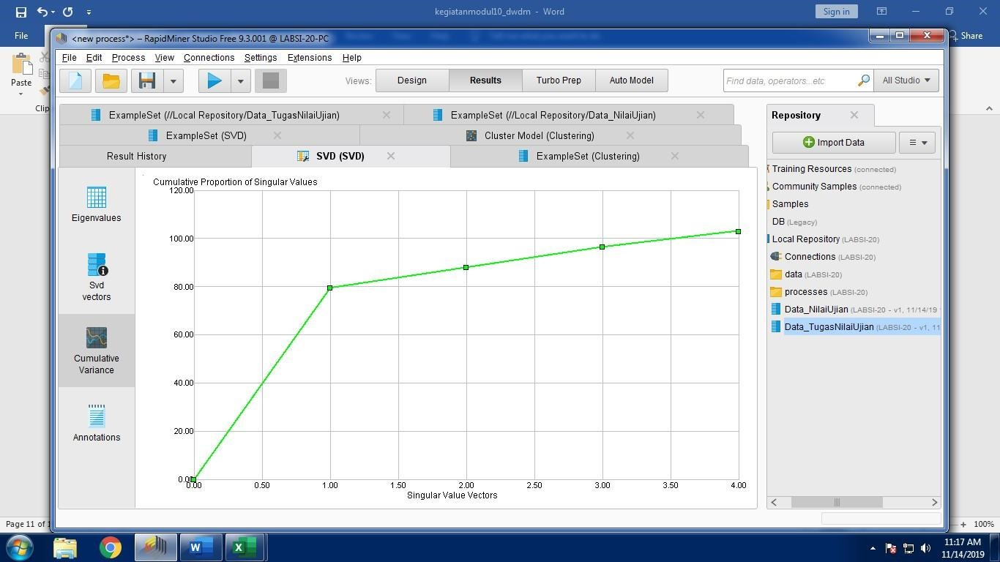 kegiatanmodul10_dwdm - Word
Sign in
File
Share
Paste
Clip
<new process*> – RapidMiner Studio Free 9.3.001 @ LABSI-20-PC
File Edit Process View Connections Settings Extensions Help
Views: Design Results Turbo Prep Auto Model
Find data, operators...etc
All Studio
ExampleSet (//Local Repository/Data_TugasNilaiUjian)
ExampleSet (//Local Repository/Data_NilaiUjian)
ExampleSet (SVD)
Cluster Model (Clustering)
Result History
SVD (SVD)
ExampleSet (Clustering)
Eigenvalues
Svd
vectors
Cumulative
Variance
Annotations
Cumulative Proportion of Singular Values
120.00
100.00
80.00
60.00
40.00
20.00
0.00
0.00 0.50 1.00 1.50 2.00 2.50 3.00 3.50 4.00
Singular Value Vectors
Repository
Import Data
Training Resources (connected)
Community Samples (connected)
Samples
DB (Legacy)
Local Repository (LABSI-20)
Connections (LABSI-20)
data (LABSI-20)
processes (LABSI-20)
Data_NilaiUjian (LABSI-20 - v1, 11/14/19
Data_TugasNilaiUjian (LABSI-20 - v1, 11
Page 11 of 1
100%
11:17 AM
11/14/2019